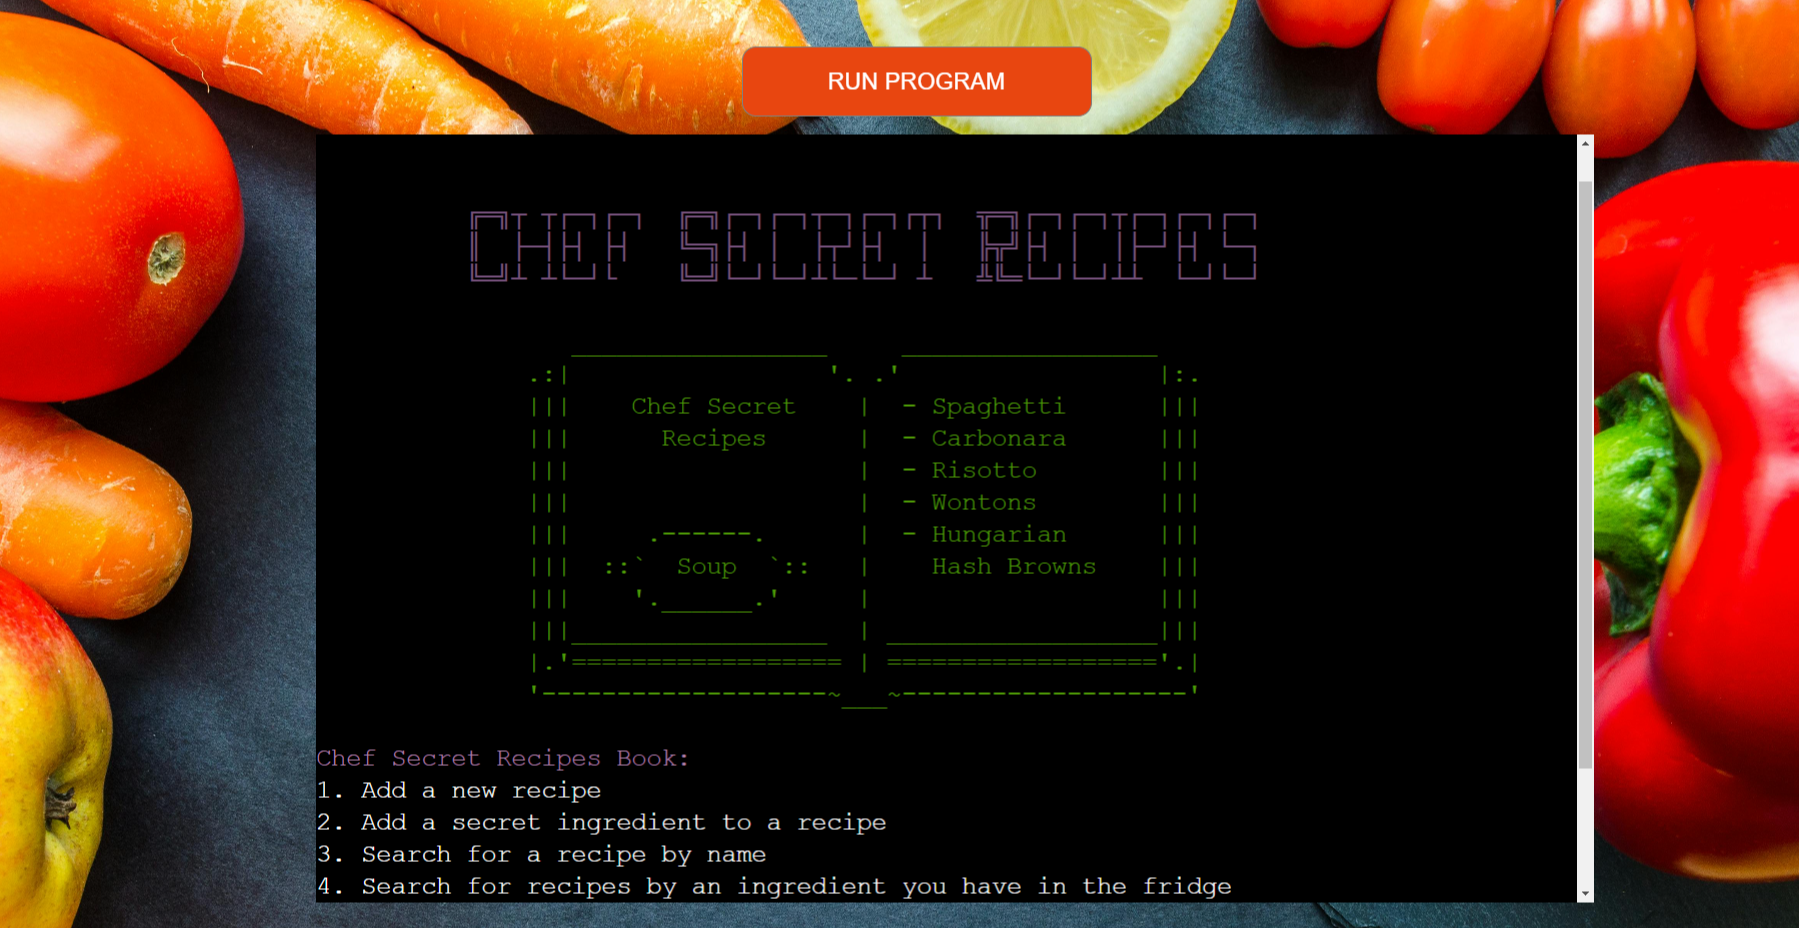 RUN PROGRAM
CHEF SECRET RECIPES
Chef Secret
Recipes
Soup
- Spaghetti
- Carbonara
- Risotto
- Wontons
- Hungarian
Hash Browns
Chef Secret Recipes Book:
1. Add a new recipe
2. Add a secret ingredient to a recipe
3. Search for a recipe by name
4. Search for recipes by an ingredient you have in the fridge